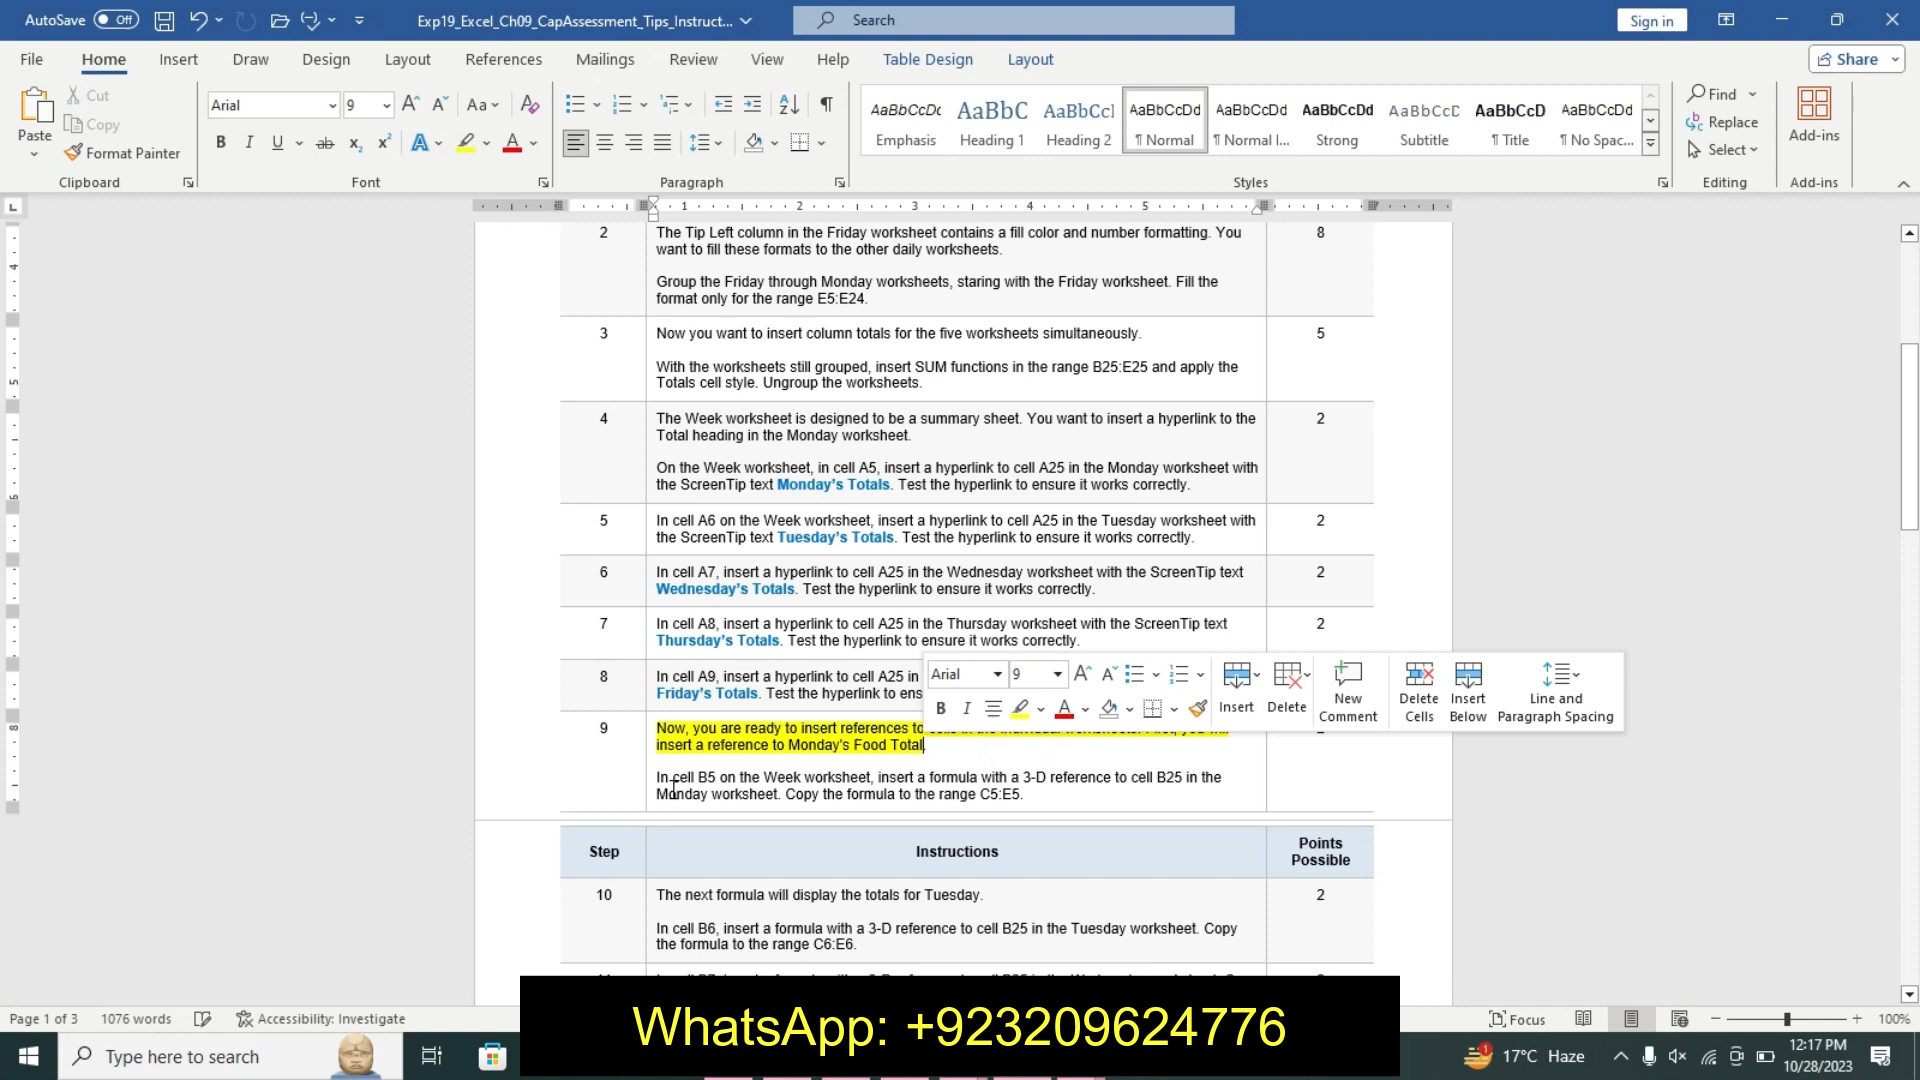 AutoSave Off Exp19_Excel_Ch09_CapAssessment_Tips_Instruct... Search Sign in
File Home Insert Draw Design Layout References Mailings Review View Help Table Design Layout Share
Paste Cut Copy Format Painter
Arial 9 Aa
AaBbCcDc AaBbC AaBbCcI AaBbCcDd AaBbCcDd AaBbCcDd AaBbCcD AaBbCcD AaBbCcDd
Emphasis Heading 1 Heading 2 ¶ Normal ¶ Normal I... Strong Subtitle ¶ Title ¶ No Spac...
Find Replace Select Add-ins
Clipboard Font Paragraph Styles Editing Add-ins
1 2 3 4 5
2 The Tip Left column in the Friday worksheet contains a fill color and number formatting. You 8
want to fill these formats to the other daily worksheets.
Group the Friday through Monday worksheets, staring with the Friday worksheet. Fill the
format only for the range E5:E24.
3 Now you want to insert column totals for the five worksheets simultaneously. 5
With the worksheets still grouped, insert SUM functions in the range B25:E25 and apply the
Totals cell style. Ungroup the worksheets.
4 The Week worksheet is designed to be a summary sheet. You want to insert a hyperlink to the 2
Total heading in the Monday worksheet.
On the Week worksheet, in cell A5, insert a hyperlink to cell A25 in the Monday worksheet with
the ScreenTip text Monday’s Totals. Test the hyperlink to ensure it works correctly.
5 In cell A6 on the Week worksheet, insert a hyperlink to cell A25 in the Tuesday worksheet with 2
the ScreenTip text Tuesday’s Totals. Test the hyperlink to ensure it works correctly.
6 In cell A7, insert a hyperlink to cell A25 in the Wednesday worksheet with the ScreenTip text 2
Wednesday’s Totals. Test the hyperlink to ensure it works correctly.
7 In cell A8, insert a hyperlink to cell A25 in the Thursday worksheet with the ScreenTip text 2
Thursday’s Totals. Test the hyperlink to ensure it works correctly.
8 In cell A9, insert a hyperlink to cell A25 in
Friday’s Totals. Test the hyperlink to ens
Arial 9 Insert Delete New Comment Delete Cells Insert Below Line and Paragraph Spacing
9 Now, you are ready to insert references to
insert a reference to Monday's Food Total.
In cell B5 on the Week worksheet, insert a formula with a 3-D reference to cell B25 in the
Monday worksheet. Copy the formula to the range C5:E5.
Step Instructions Points Possible
10 The next formula will display the totals for Tuesday. 2
In cell B6, insert a formula with a 3-D reference to cell B25 in the Tuesday worksheet. Copy
the formula to the range C6:E6.
WhatsApp: +923209624776
Page 1 of 3 1076 words Accessibility: Investigate Focus 100%
Type here to search 17°C Haze 12:17 PM
10/28/2023